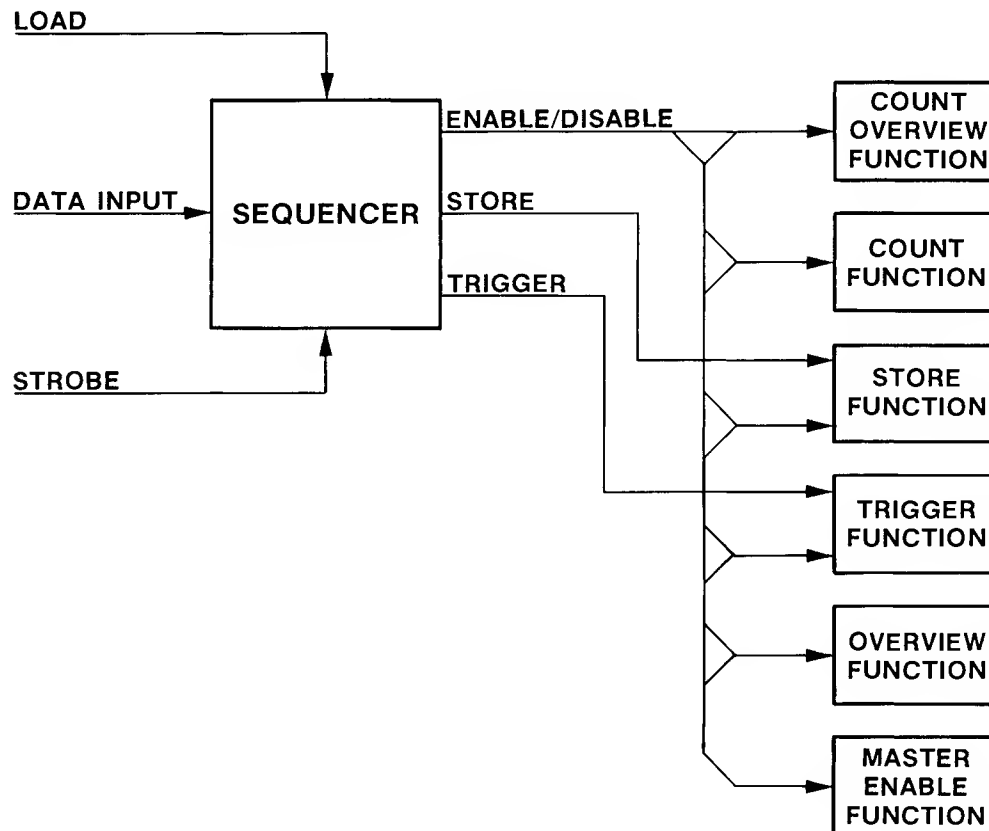 LOAD
DATA INPUT
STROBE
SEQUENCER
ENABLE/DISABLE
STORE
TRIGGER
COUNT
OVERVIEW
FUNCTION
COUNT
FUNCTION
STORE
FUNCTION
TRIGGER
FUNCTION
OVERVIEW
FUNCTION
MASTER
ENABLE
FUNCTION